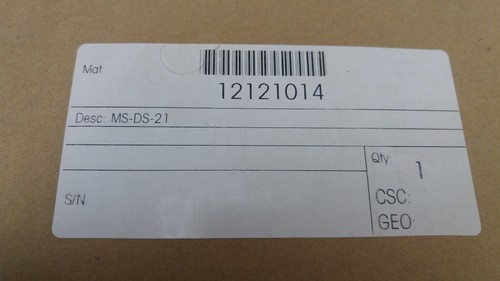 Mat
12121014
Desc: MS-DS-21
Qty
1
S/N
CSC:
GEO: